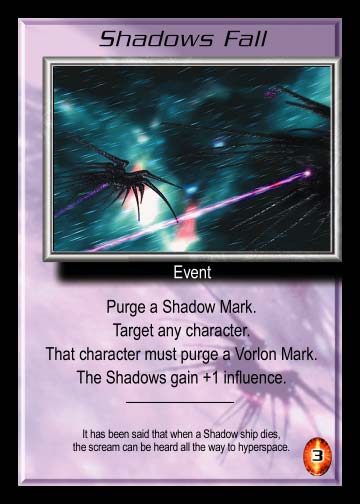 Shadows Fall
Event
Purge a Shadow Mark.
Target any character.
That character must purge a Vorlon Mark.
The Shadows gain +1 influence.
It has been said that when a Shadow ship dies,
the scream can be heard all the way to hyperspace.
3